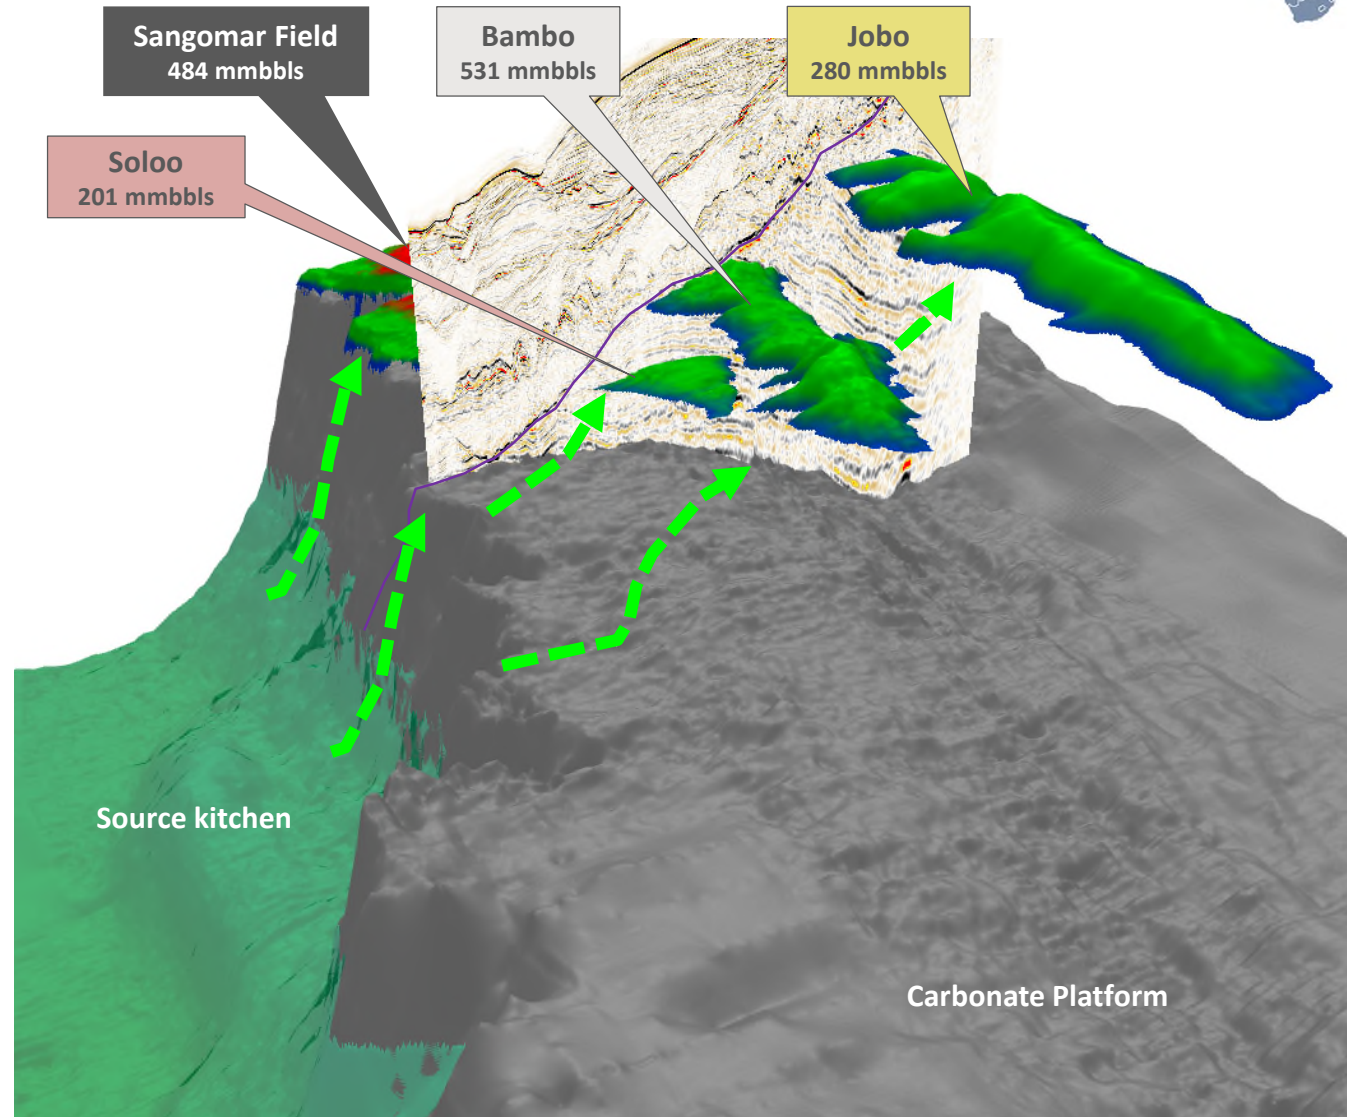 Sangomar Field
484 mmbbls
Bambo
531 mmbbls
Jobo
280 mmbbls
Soloo
201 mmbbls
Source kitchen
Carbonate Platform